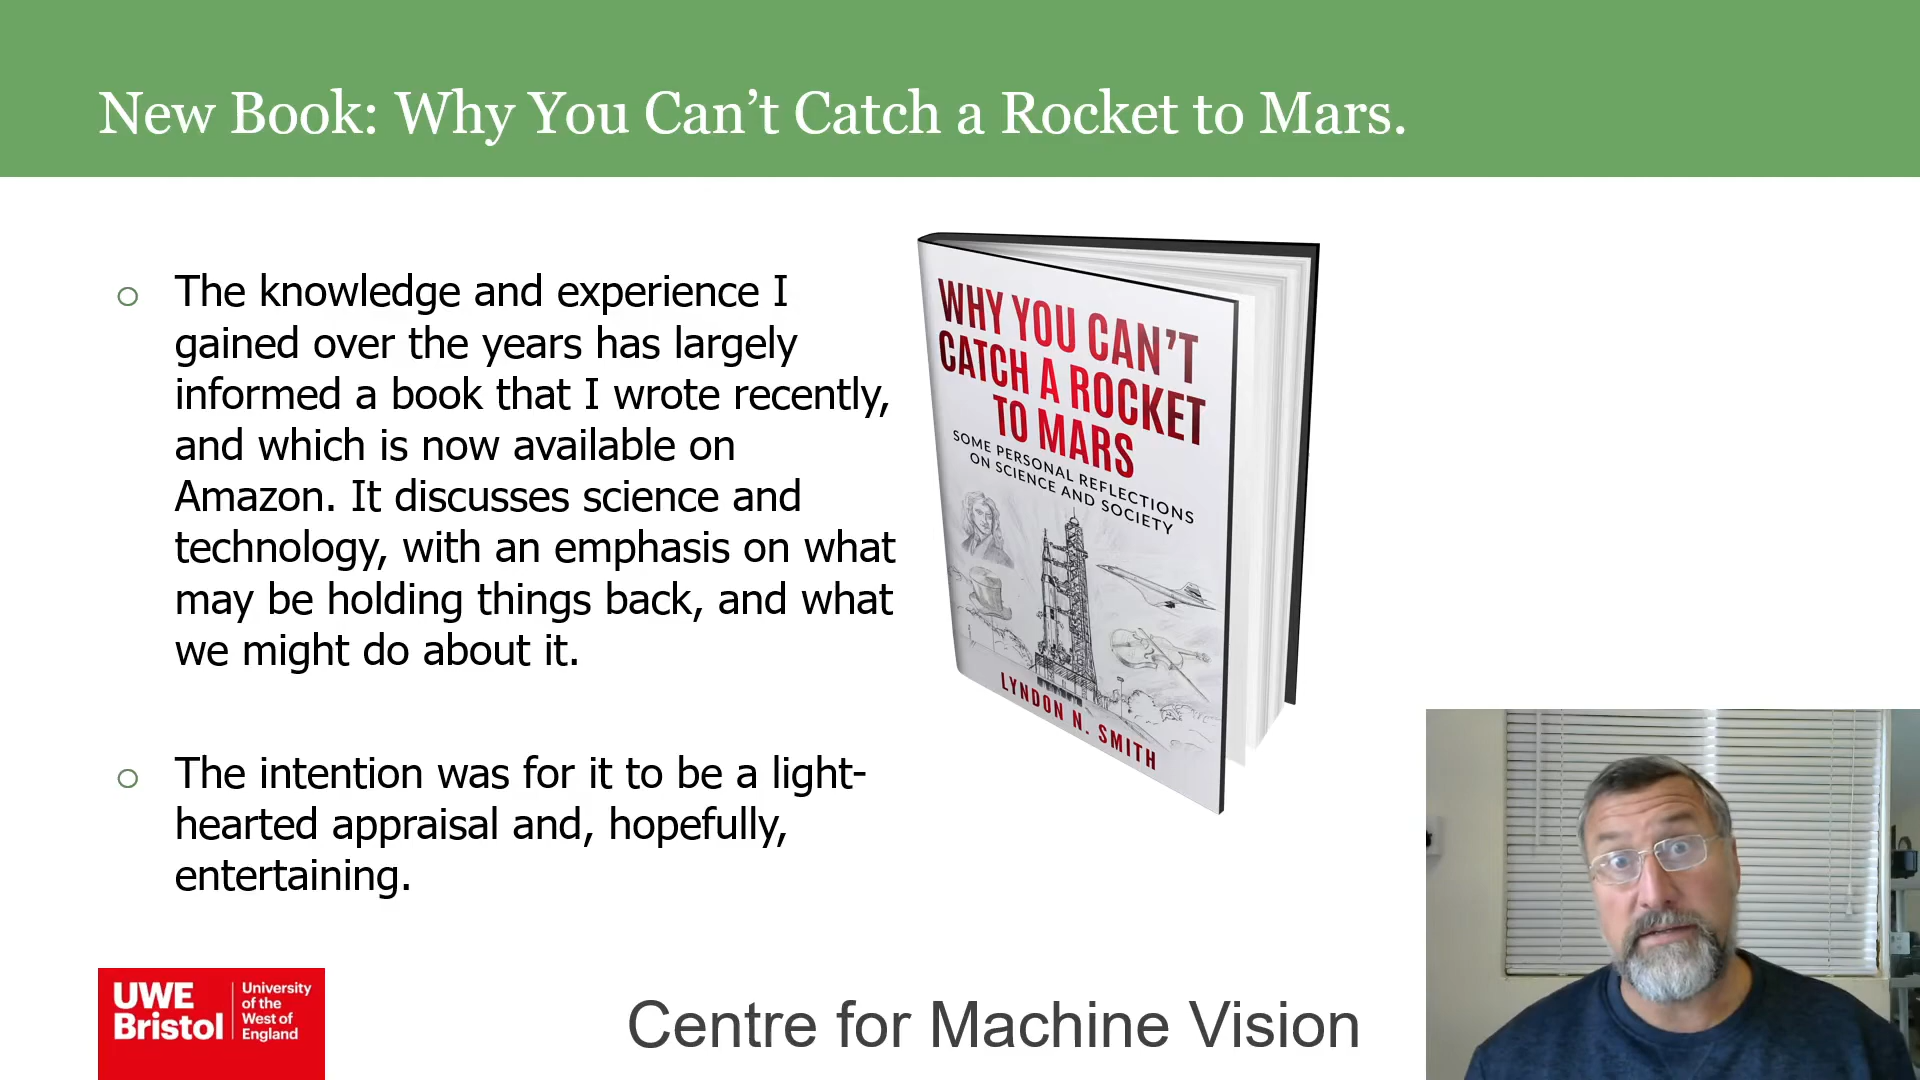 New Book: Why You Can’t Catch a Rocket to Mars.
The knowledge and experience I
gained over the years has largely
informed a book that I wrote recently,
and which is now available on
Amazon. It discusses science and
technology, with an emphasis on what
may be holding things back, and what
we might do about it.
The intention was for it to be a light-
hearted appraisal and, hopefully,
entertaining.
WHY YOU CAN’T
CATCH A ROCKET
TO MARS
SOME PERSONAL REFLECTIONS
ON SCIENCE AND SOCIETY
LYNDON N. SMITH
UWE
Bristol
University
of the
West of
England
Centre for Machine Vision